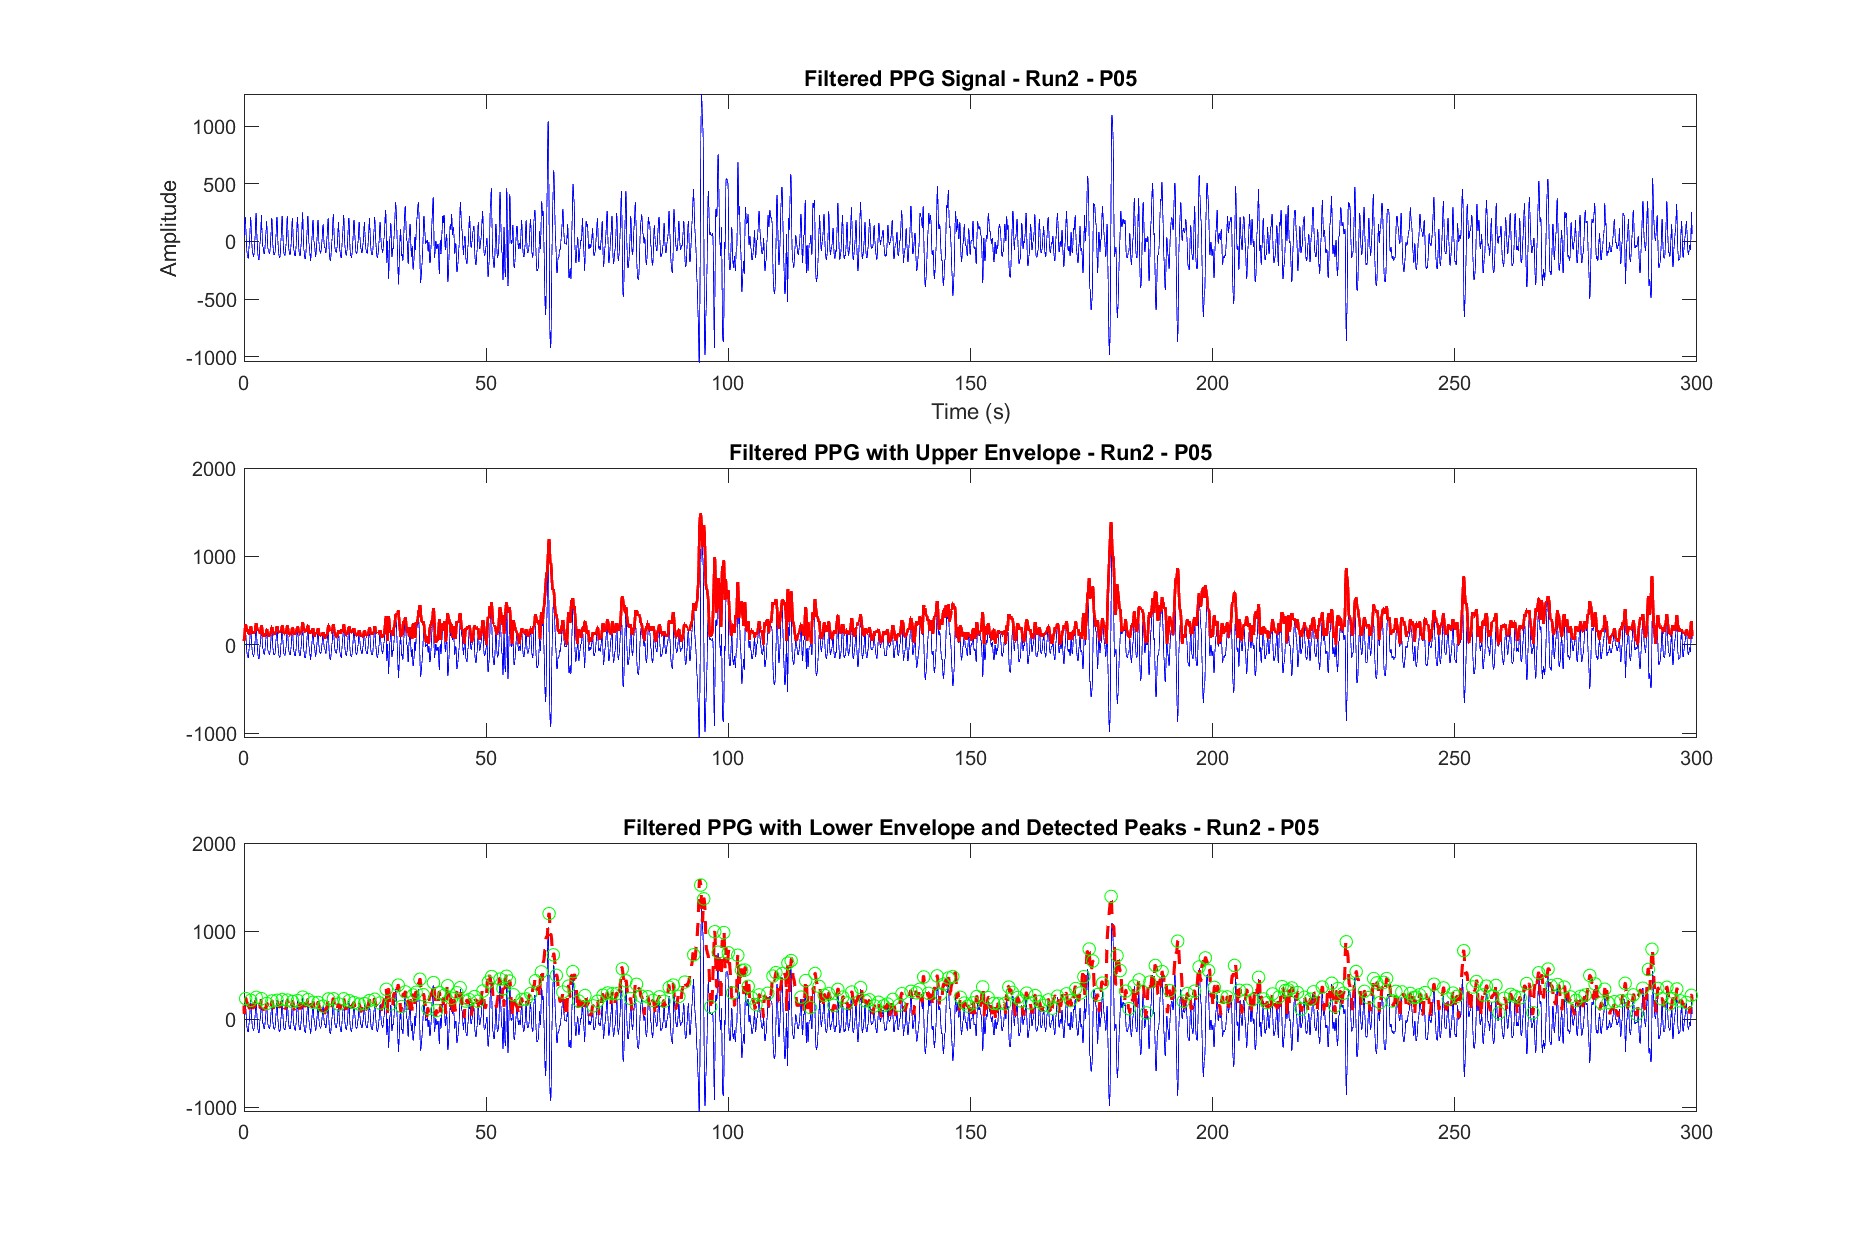 Filtered PPG Signal - Run2 - P05
1000
500
0
-500
-1000
Amplitude
0 50 100 150 200 250 300
Time (s)
Filtered PPG with Upper Envelope - Run2 - P05
2000
1000
0
-1000
0 50 100 150 200 250 300
Filtered PPG with Lower Envelope and Detected Peaks - Run2 - P05
2000
1000
0
-1000
0 50 100 150 200 250 300